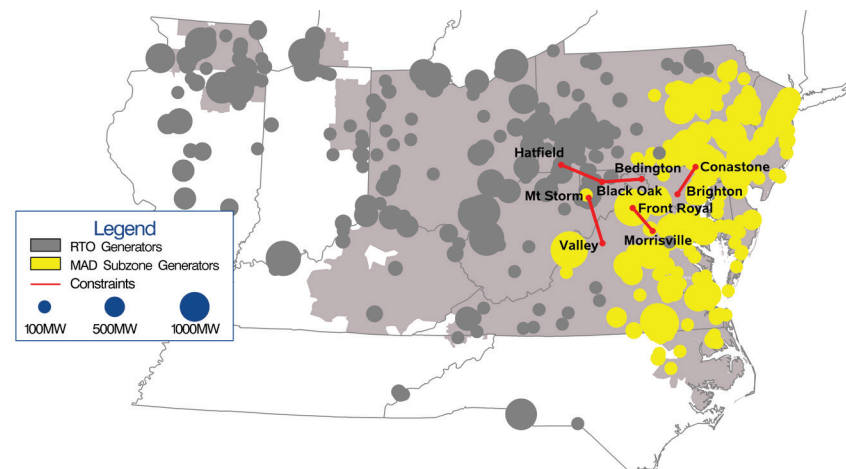 Hatfield
Bedington
Conastone
Mt Storm
Black Oak
Brighton
Front Royal
Valley
Morrisville
Legend
RTO Generators
MAD Subzone Generators
Constraints
100MW
500MW
1000MW